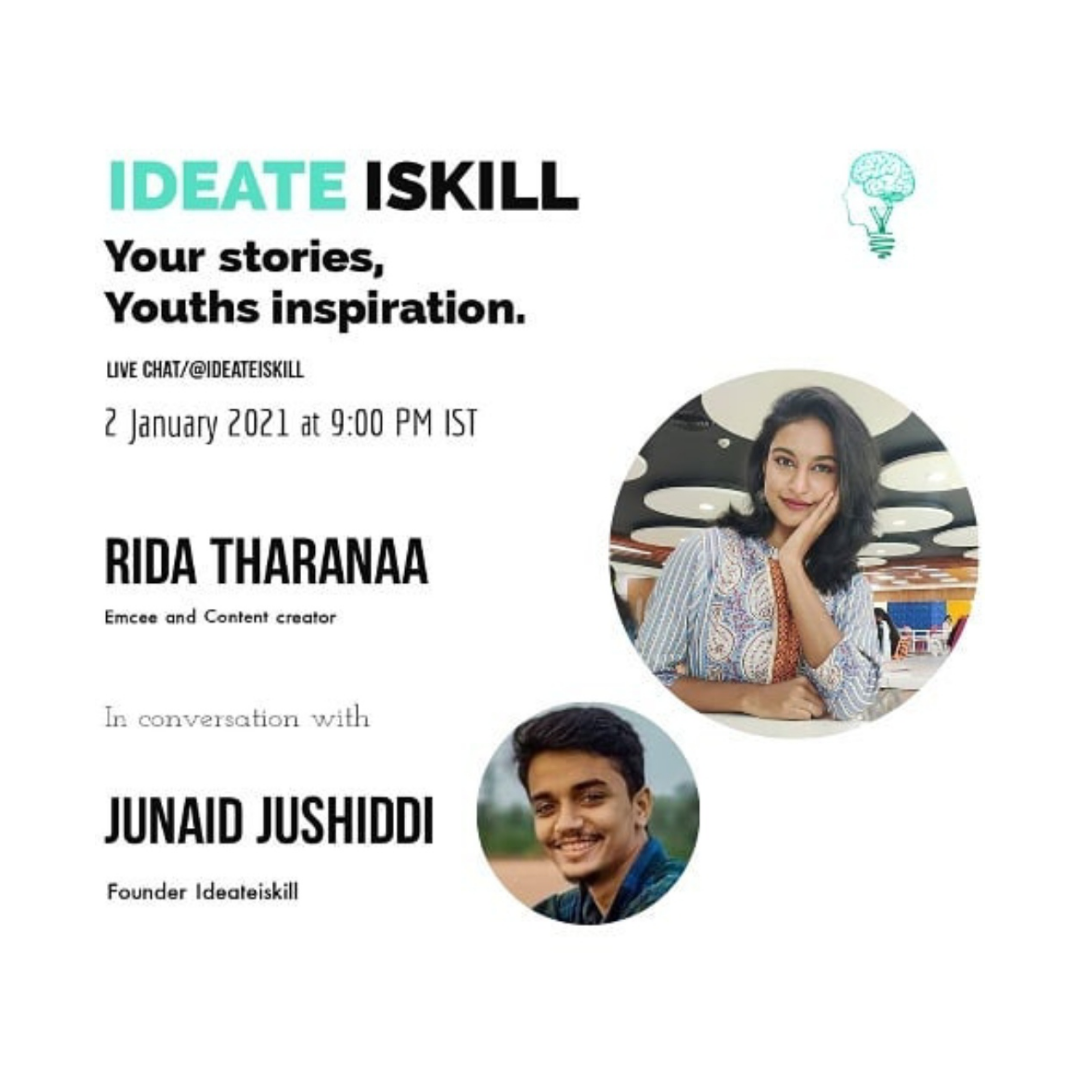 IDEATE ISKILL
Your stories,
Youths inspiration.
LIVE CHAT/@IDEATEISKILL
2 January 2021 at 9:00 PM IST
RIDA THARANAA
Emcee and Content creator
In conversation with
JUNAID JUSHIDDI
Founder Ideateiskill